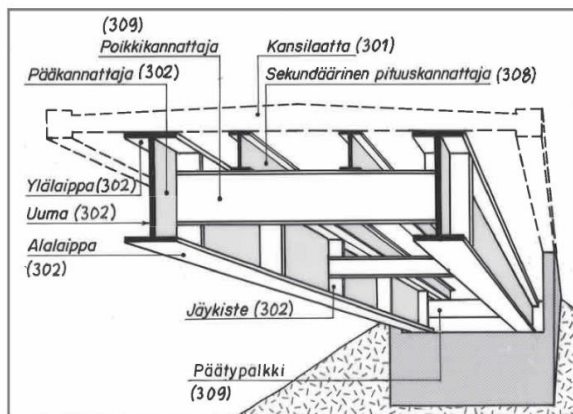 (309)
Poikkikannattaja
Kansilaatta (301)
Pääkannattaja (302)
Sekundäärinen pituuskannattaja (308)
Ylälaippa (302)
Uuma (302)
Alalaippa
(302)
Jäykiste (302)
Päätypalkki
(309)